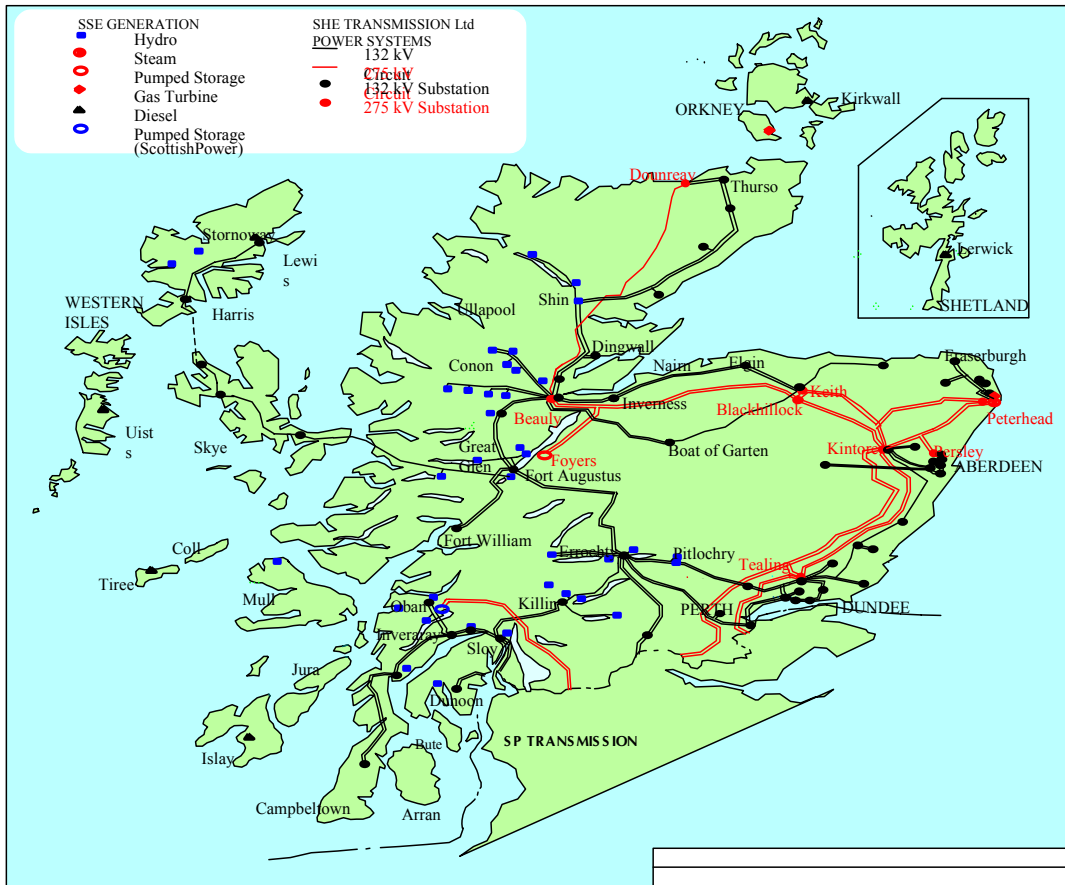 SSE GENERATION
Hydro
Steam
Pumped Storage
Gas Turbine
Diesel
Pumped Storage
(ScottishPower)
SHE TRANSMISSION Ltd
POWER SYSTEMS
132 kV
Circuit
275 kV
Circuit
132 kV Substation
275 kV Substation
ORKNEY
Kirkwall
Dounreay
Thurso
Lerwick
SHETLAND
Stornoway
Lewi
s
Harris
WESTERN
ISLES
Uist
s
Skye
Ullapool
Shin
Dingwall
Conon
Nairn
Elgin
Fraserburgh
Keith
Blackhillock
Peterhead
Beauly
Inverness
Boat of Garten
Great
Glen
Foyers
Fort Augustus
Kintore
Persley
ABERDEEN
Fort William
Errochty
Pitlochry
Tealing
Coll
Tiree
Mull
Oban
Killin
PERTH
DUNDEE
Inveraray
Sloy
Jura
Dunoon
Islay
Bute
SP TRANSMISSION
Campbeltown
Arran